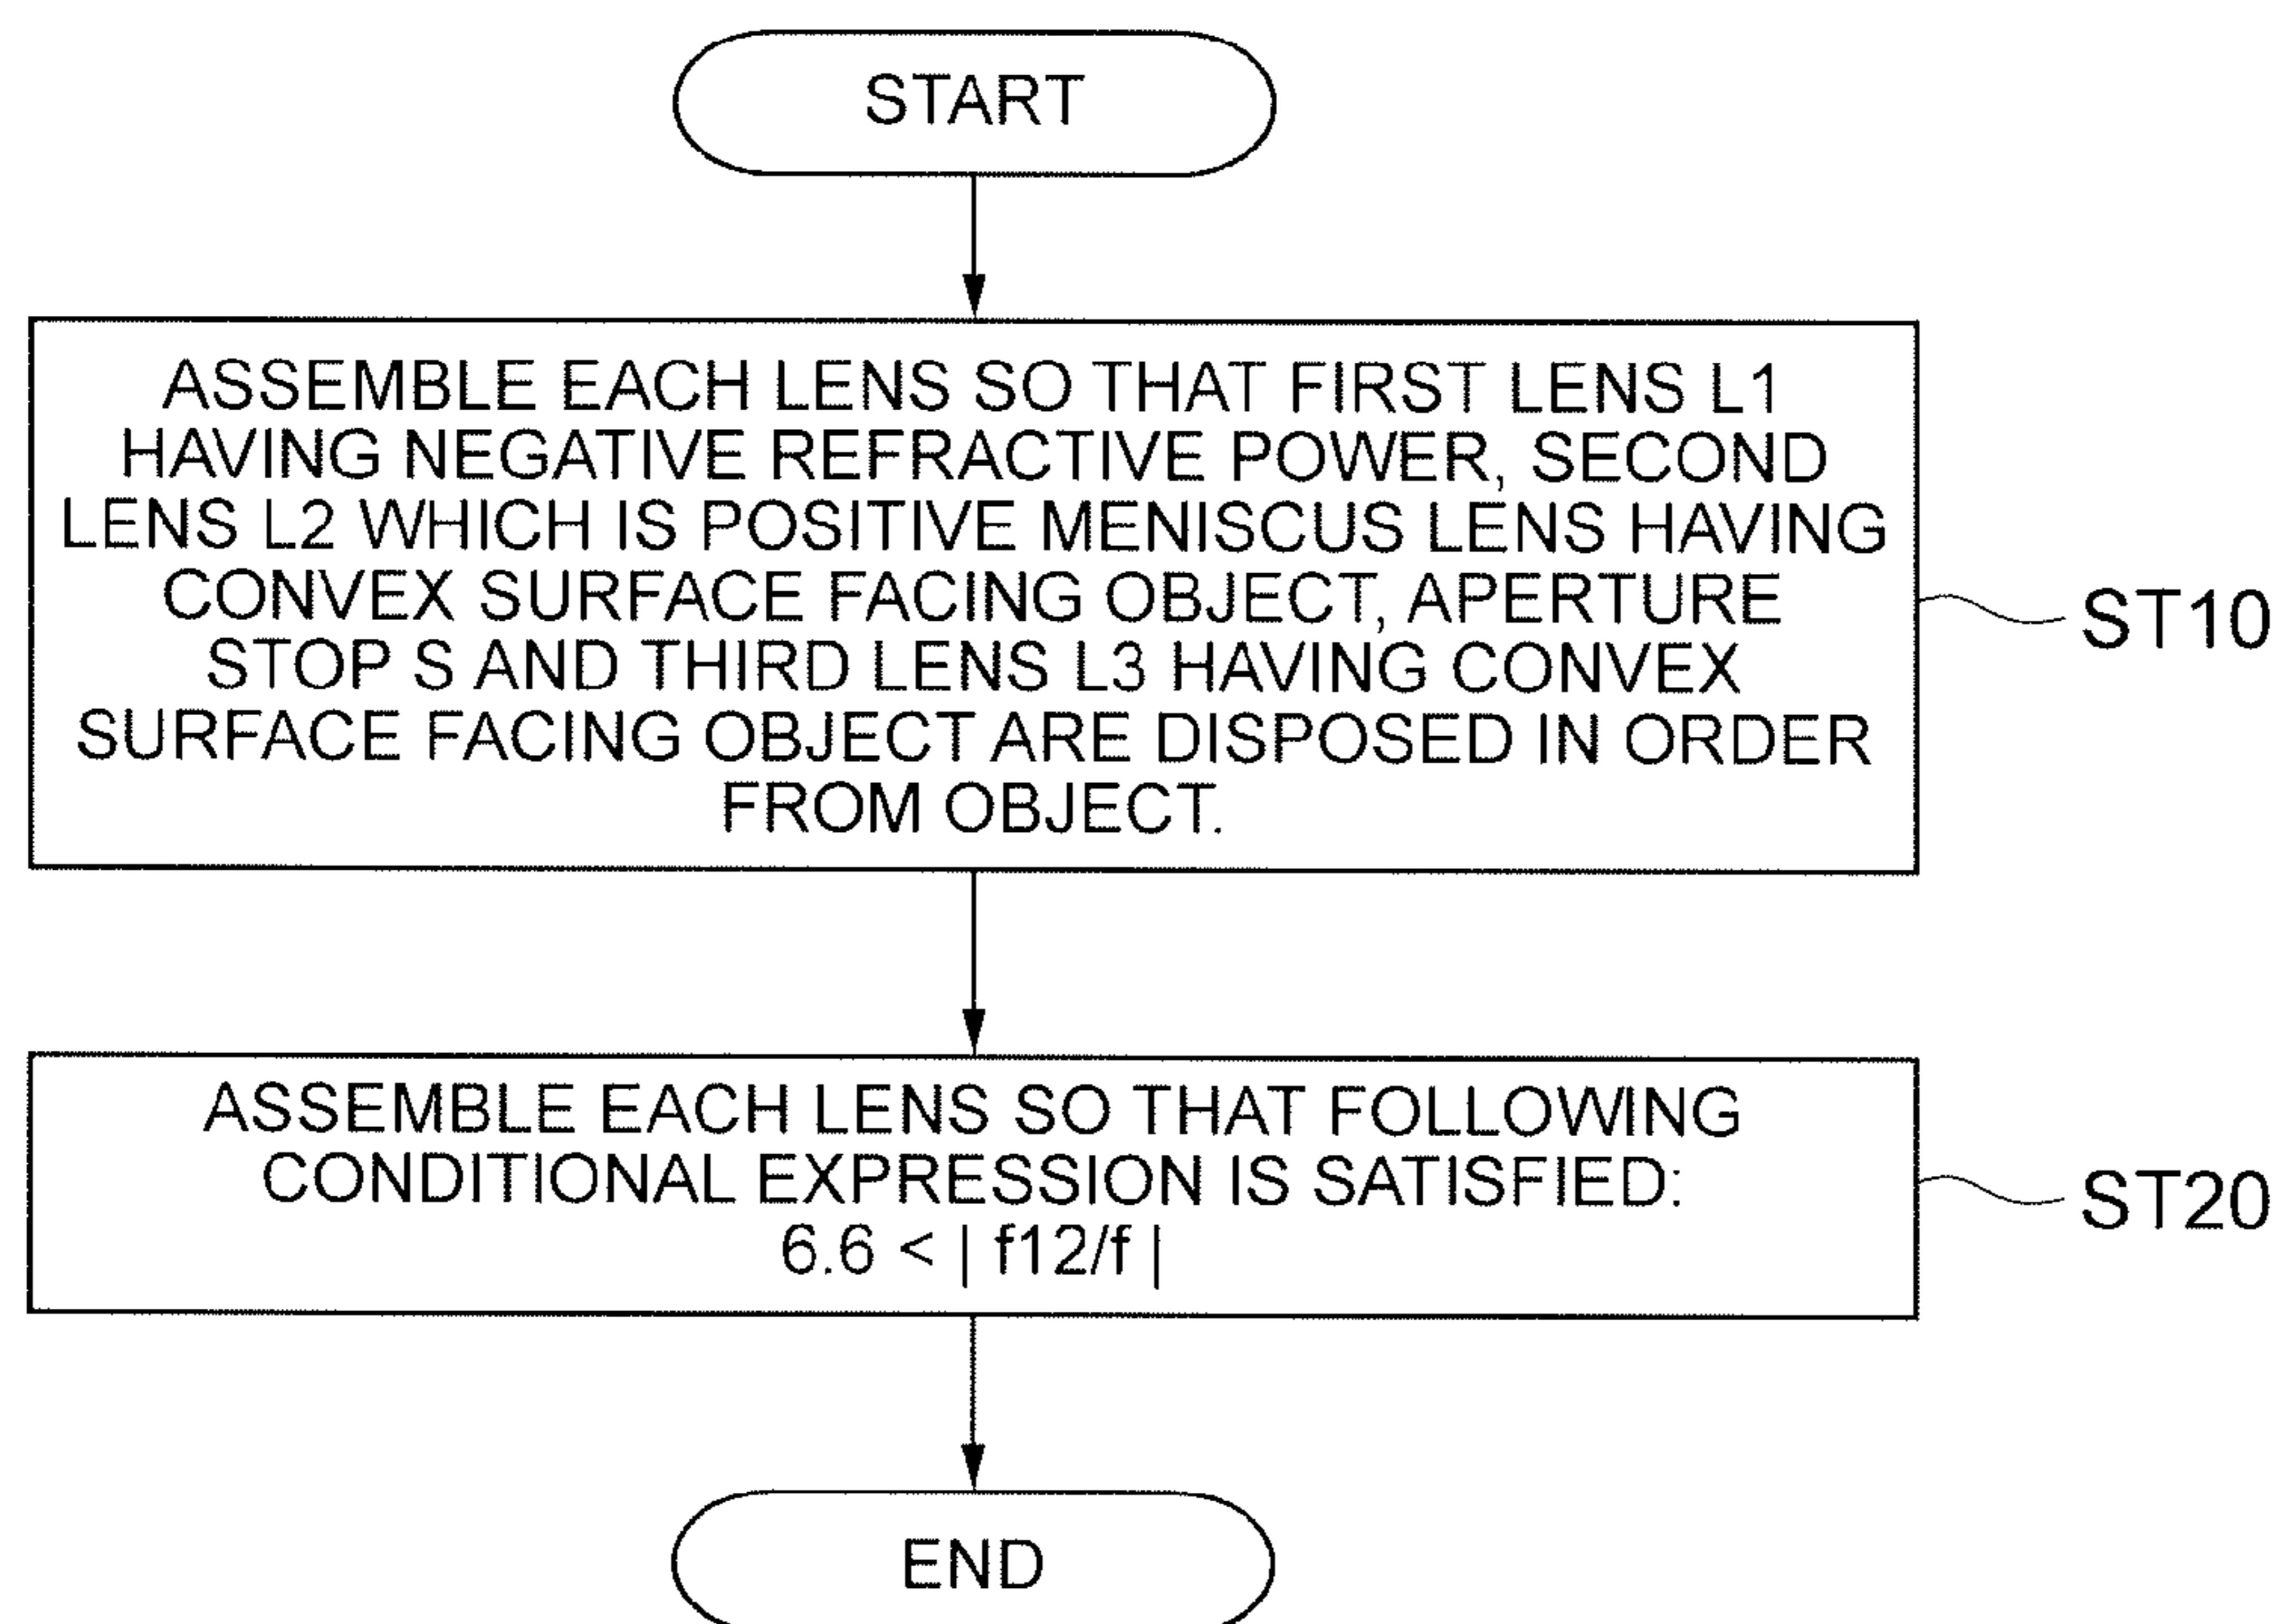 START
ASSEMBLE EACH LENS SO THAT FIRST LENS L1
HAVING NEGATIVE REFRACTIVE POWER, SECOND
LENS L2 WHICH IS POSITIVE MENISCUS LENS HAVING
CONVEX SURFACE FACING OBJECT, APERTURE
STOP S AND THIRD LENS L3 HAVING CONVEX
SURFACE FACING OBJECT ARE DISPOSED IN ORDER
FROM OBJECT.
ST10
ASSEMBLE EACH LENS SO THAT FOLLOWING
CONDITIONAL EXPRESSION IS SATISFIED:
6.6 < | f12/f |
ST20
END